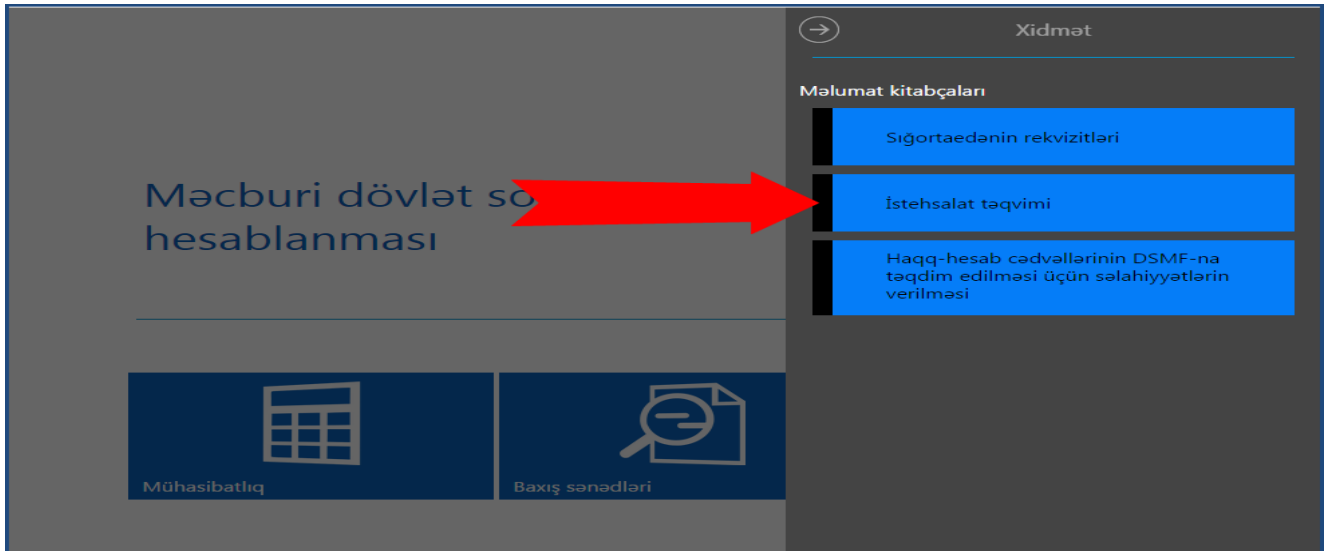 Xidmət
Məlumat kitabçaları
Sığortaedənin rekvizitləri
İstehsalat təqvimi
Haqq-hesab cədvəllərinin DSMF-na
təqdim edilməsi üçün səlahiyyətlərin
verilməsi
Məcburi dövlət
hesablanması
Mühasibatlıq
Baxış sənədləri